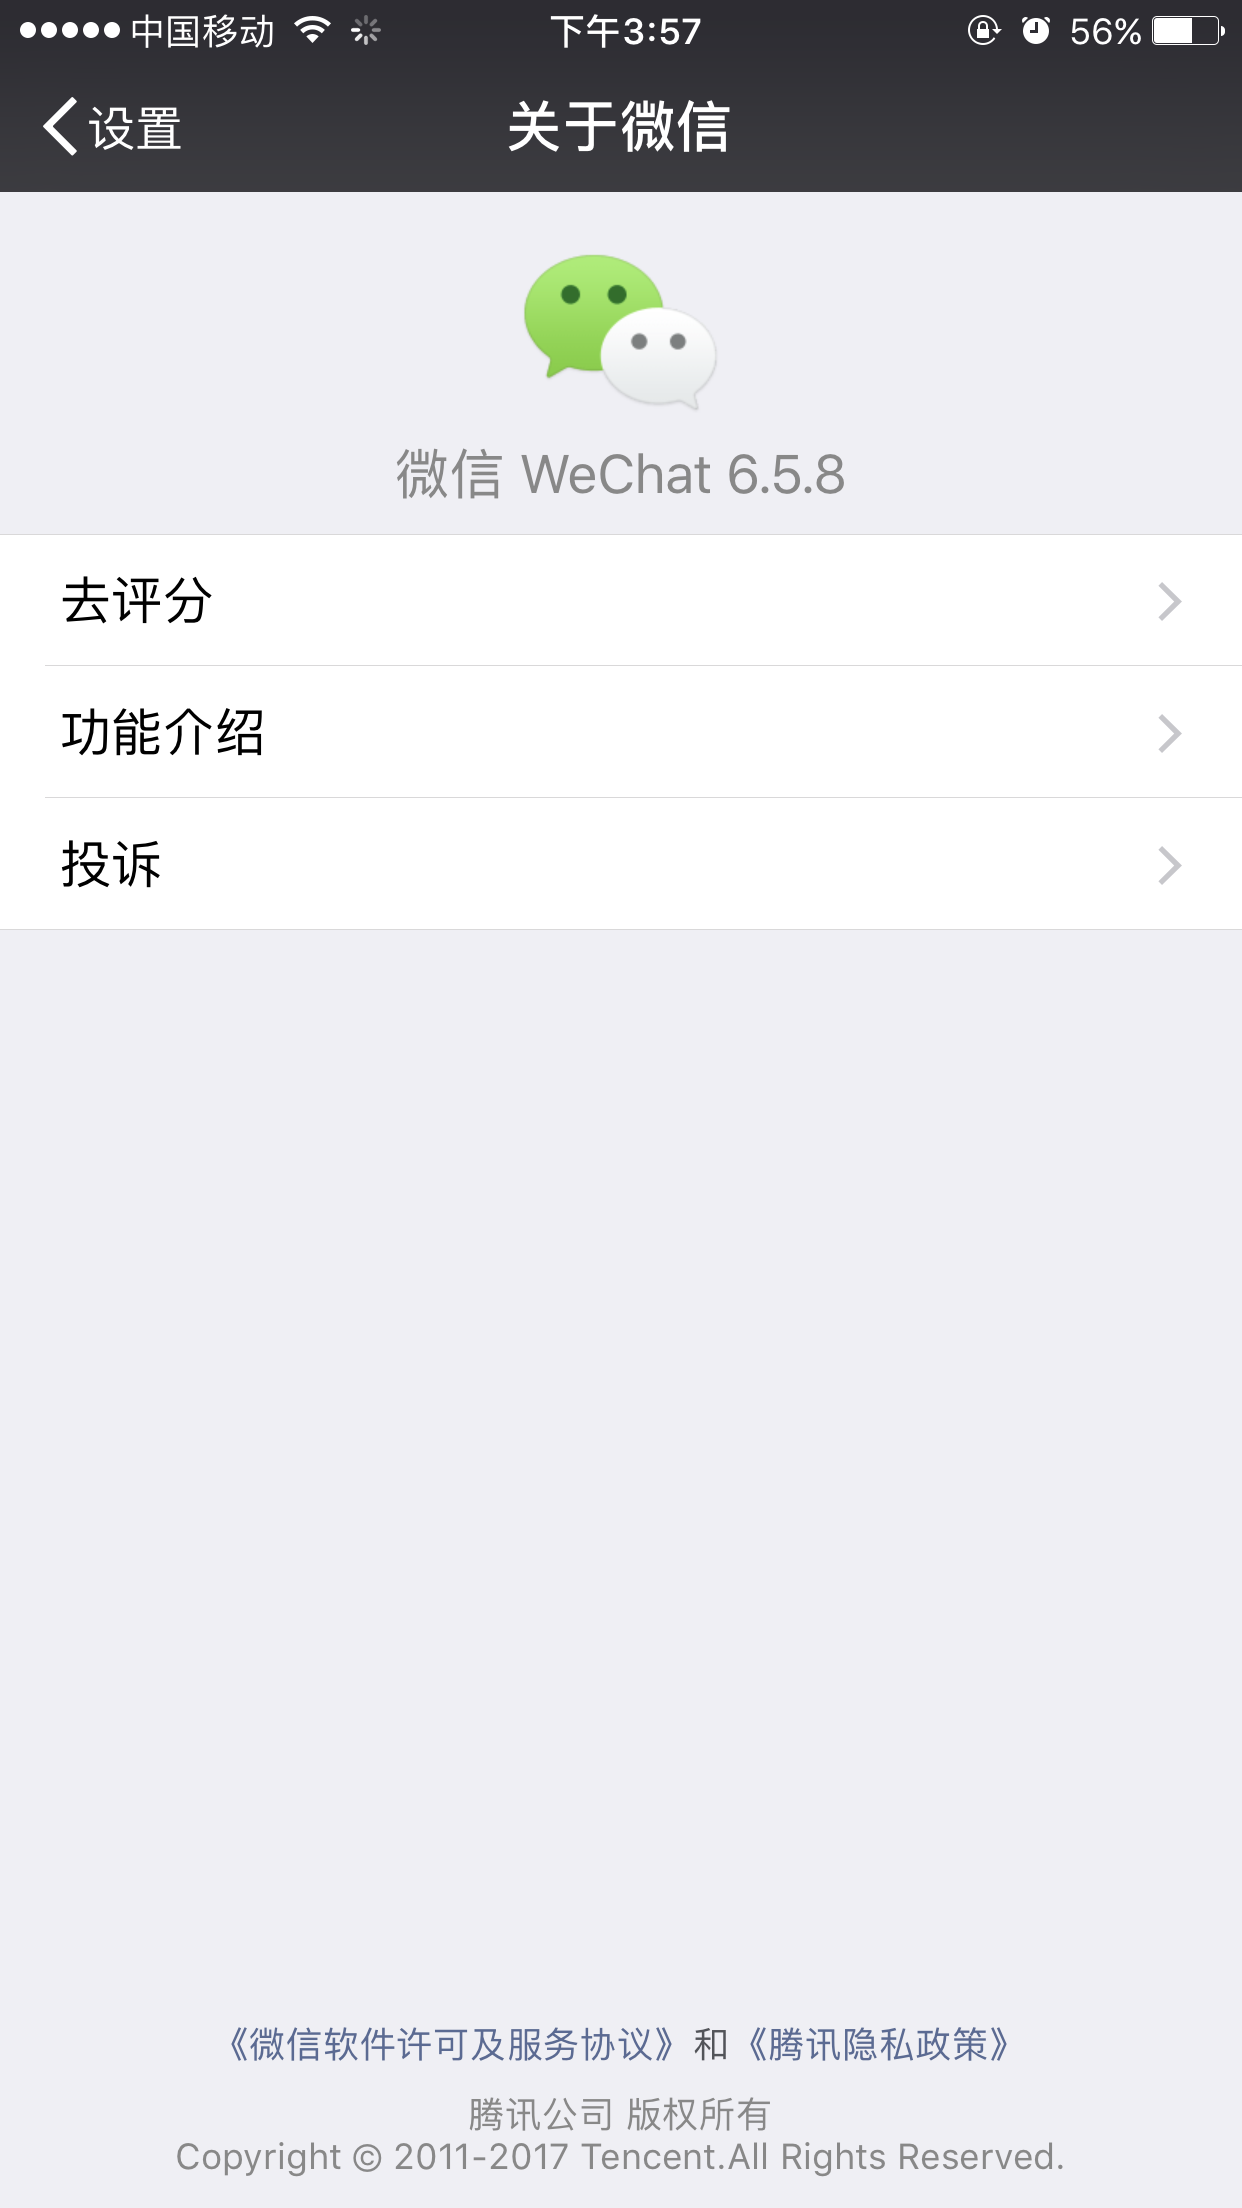 中国移动 下午3:57 56%
设置 关于微信
微信 WeChat 6.5.8
去评分
功能介绍
投诉
《微信软件许可及服务协议》和《腾讯隐私政策》
腾讯公司 版权所有
Copyright © 2011-2017 Tencent.All Rights Reserved.